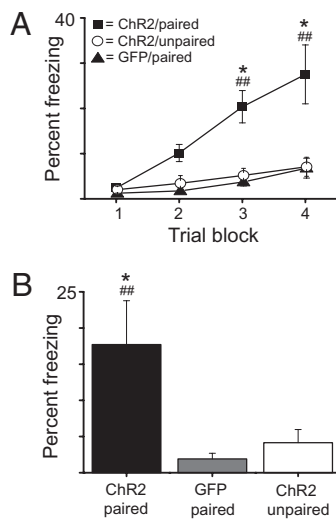 A
40
■ = ChR2/paired
○ = ChR2/unpaired
▲ = GFP/paired
*
##
*
##
Percent freezing
1 2 3 4
Trial block
B
25
*
##
Percent freezing
ChR2 paired
GFP paired
ChR2 unpaired